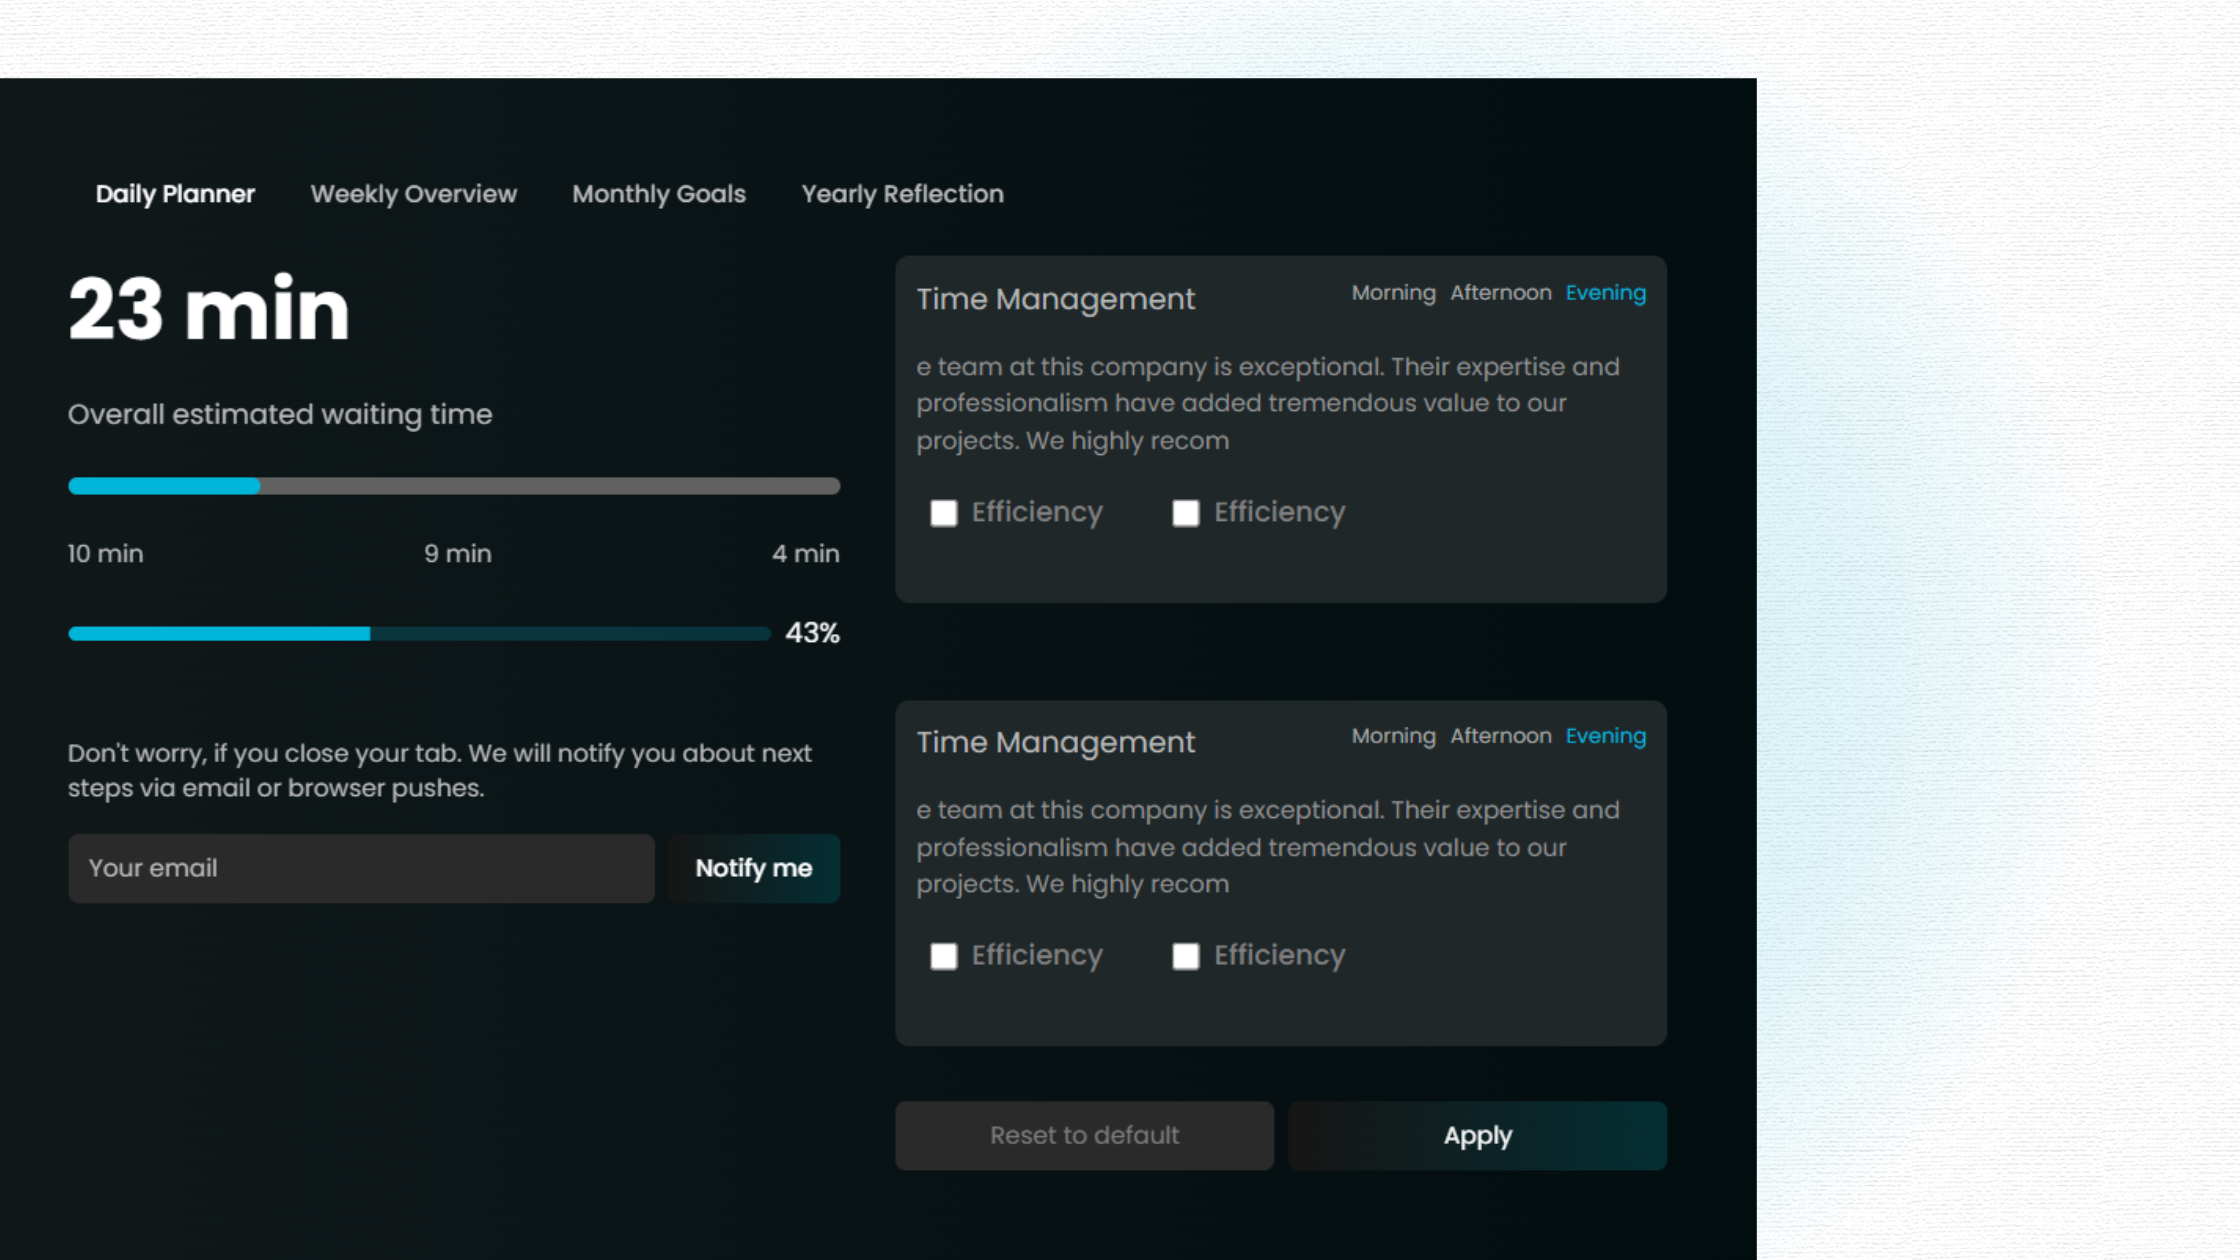 Daily Planner Weekly Overview Monthly Goals Yearly Reflection
23 min
Overall estimated waiting time
10 min 9 min 4 min
43%
Don't worry, if you close your tab. We will notify you about next
steps via email or browser pushes.
Your email Notify me
Time Management Morning Afternoon Evening
e team at this company is exceptional. Their expertise and
professionalism have added tremendous value to our
projects. We highly recom
Efficiency Efficiency
Time Management Morning Afternoon Evening
e team at this company is exceptional. Their expertise and
professionalism have added tremendous value to our
projects. We highly recom
Efficiency Efficiency
Reset to default Apply